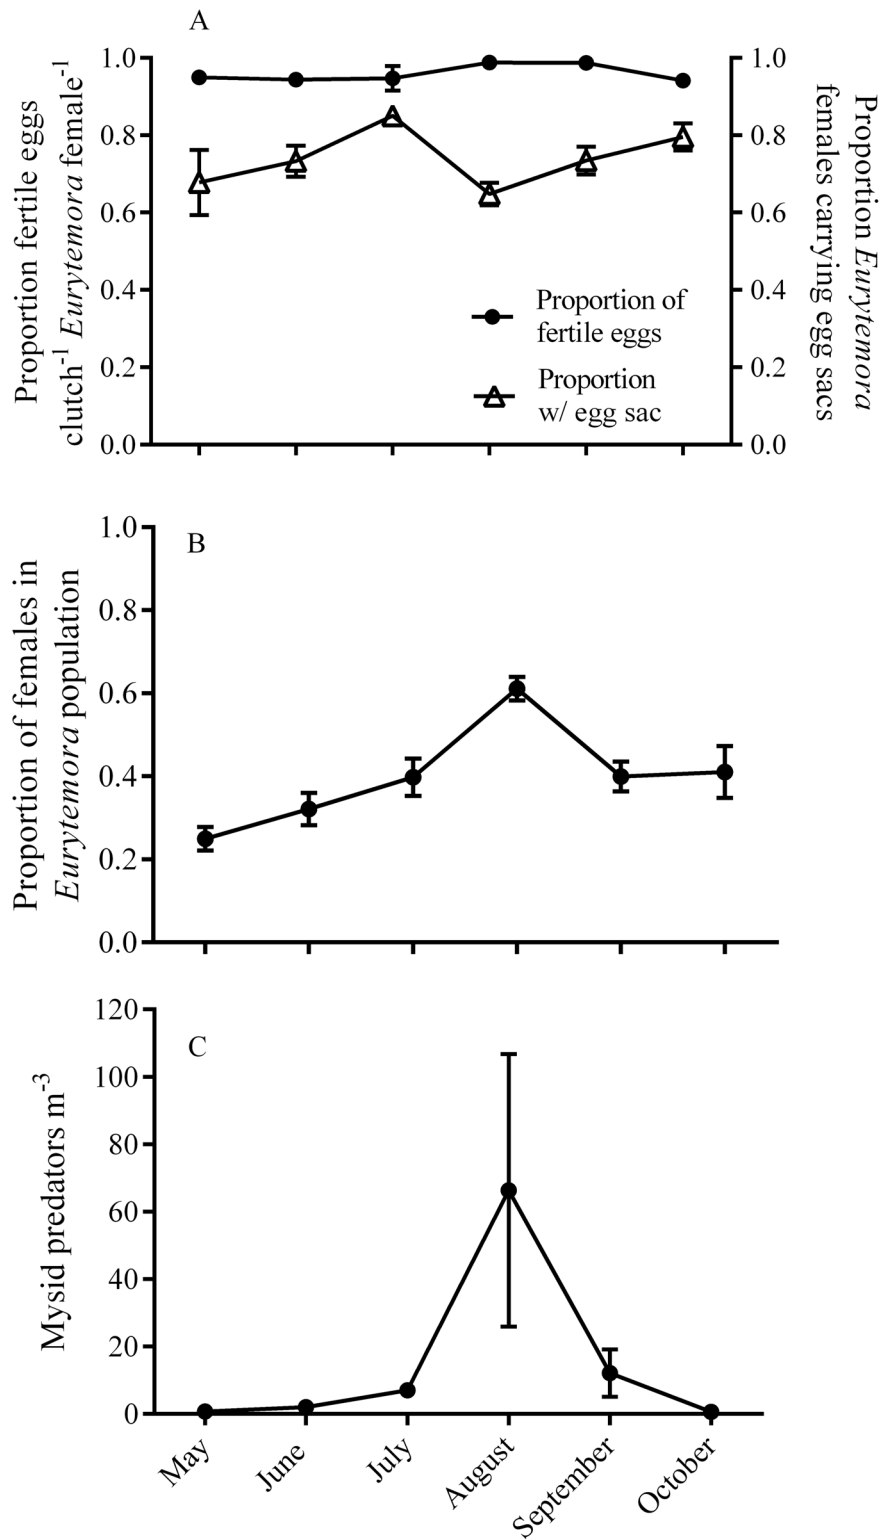 A
Proportion fertile eggs
clutch-1 Eurytemora female-1
1.0
0.8
0.6
0.4
0.2
0.0
Proportion of
fertile eggs
Proportion
w/ egg sac
1.0
0.8
0.6
0.4
0.2
0.0
Proportion Eurytemora
females carrying egg sacs
B
Proportion of females in
Eurytemora population
1.0
0.8
0.6
0.4
0.2
0.0
C
Mysid predators m-3
120
100
80
60
40
20
0
May
June
July
August
September
October